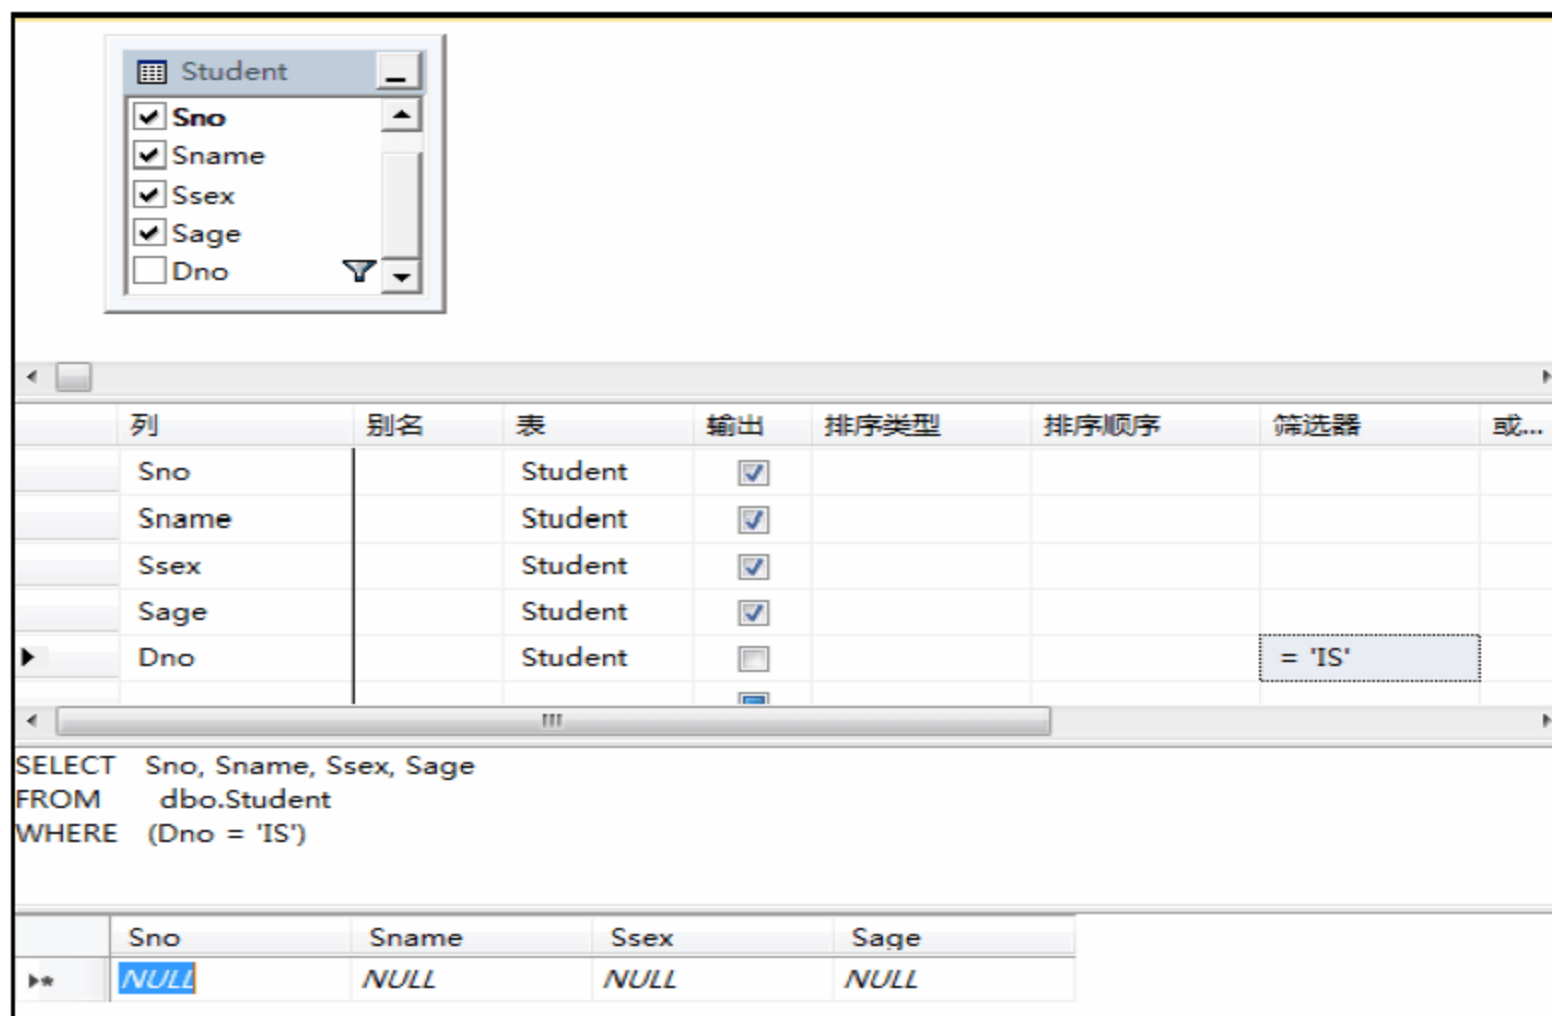 Student
Sno
Sname
Ssex
Sage
Dno
列 别名 表 输出 排序类型 排序顺序 筛选器 或...
Sno Student
Sname Student
Ssex Student
Sage Student
Dno Student = 'IS'
SELECT Sno, Sname, Ssex, Sage
FROM dbo.Student
WHERE (Dno = 'IS')
Sno Sname Ssex Sage
NULL NULL NULL NULL